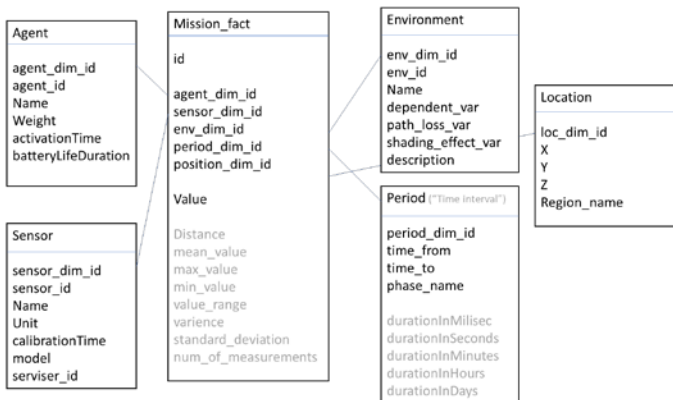 Agent
agent_dim_id
agent_id
Name
Weight
activationTime
batteryLifeDuration
Sensor
sensor_dim_id
sensor_id
Name
Unit
calibrationTime
model
serviser_id
Mission_fact
id
agent_dim_id
sensor_dim_id
env_dim_id
period_dim_id
position_dim_id
Value
Distance
mean_value
max_value
min_value
value_range
varience
standard_deviation
num_of_measurements
Environment
env_dim_id
env_id
Name
dependent_var
path_loss_var
shading_effect_var
description
Period ("Time interval")
period_dim_id
time_from
time_to
phase_name
durationInMilisec
durationInSeconds
durationInMinutes
durationInHours
durationInDays
Location
loc_dim_id
X
Y
Z
Region_name